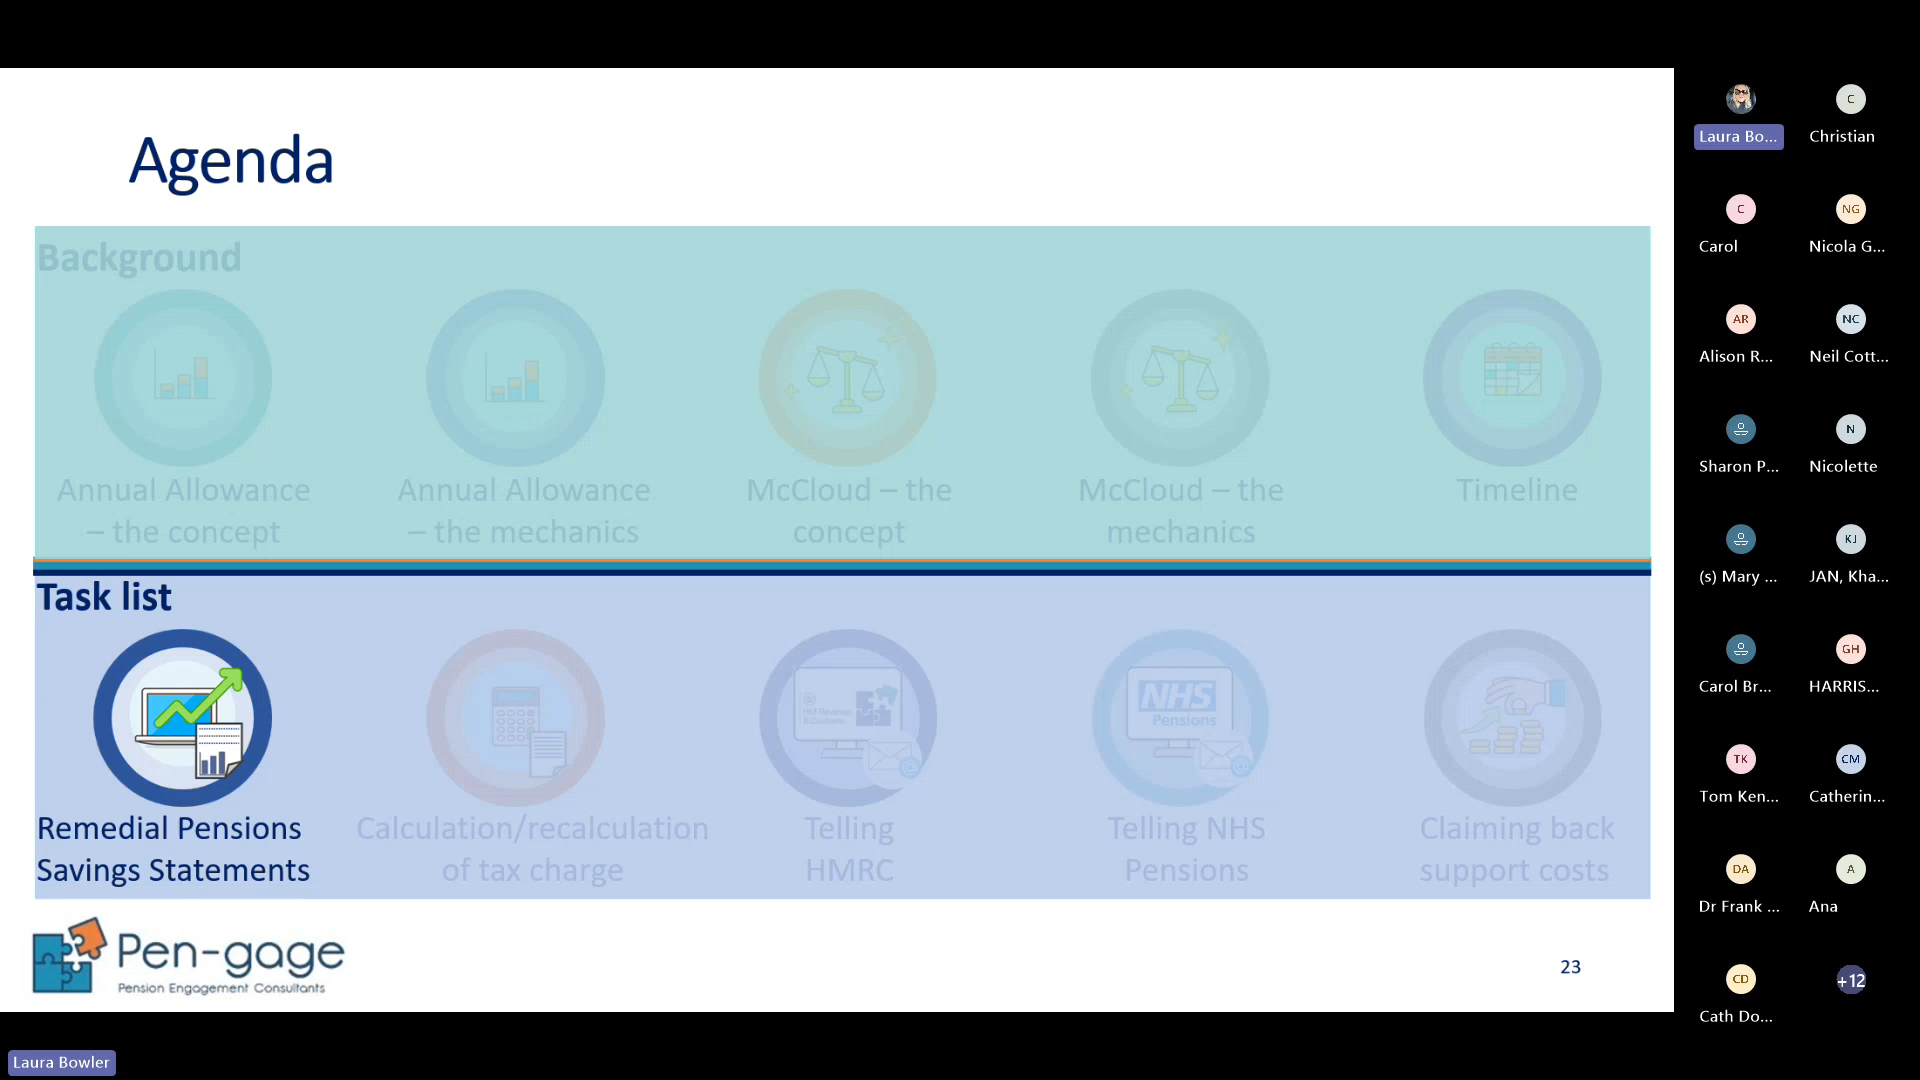 Agenda
Background
Annual Allowance
– the concept
Annual Allowance
– the mechanics
McCloud – the
concept
McCloud – the
mechanics
Timeline
Task list
HM Revenue
& Customs
NHS
Pensions
Remedial Pensions
Savings Statements
Calculation/recalculation
of tax charge
Telling
HMRC
Telling NHS
Pensions
Claiming back
support costs
Pen-gage
Pension Engagement Consultants
23
Laura Bo...
C
Christian
C
Carol
NG
Nicola G...
AR
Alison R...
NC
Neil Cott...
Sharon P...
N
Nicolette
(s) Mary ...
KJ
JAN, Kha...
Carol Br...
GH
HARRIS...
TK
Tom Ken...
CM
Catherin...
DA
Dr Frank ...
A
Ana
CD
Cath Do...
+12
Laura Bowler